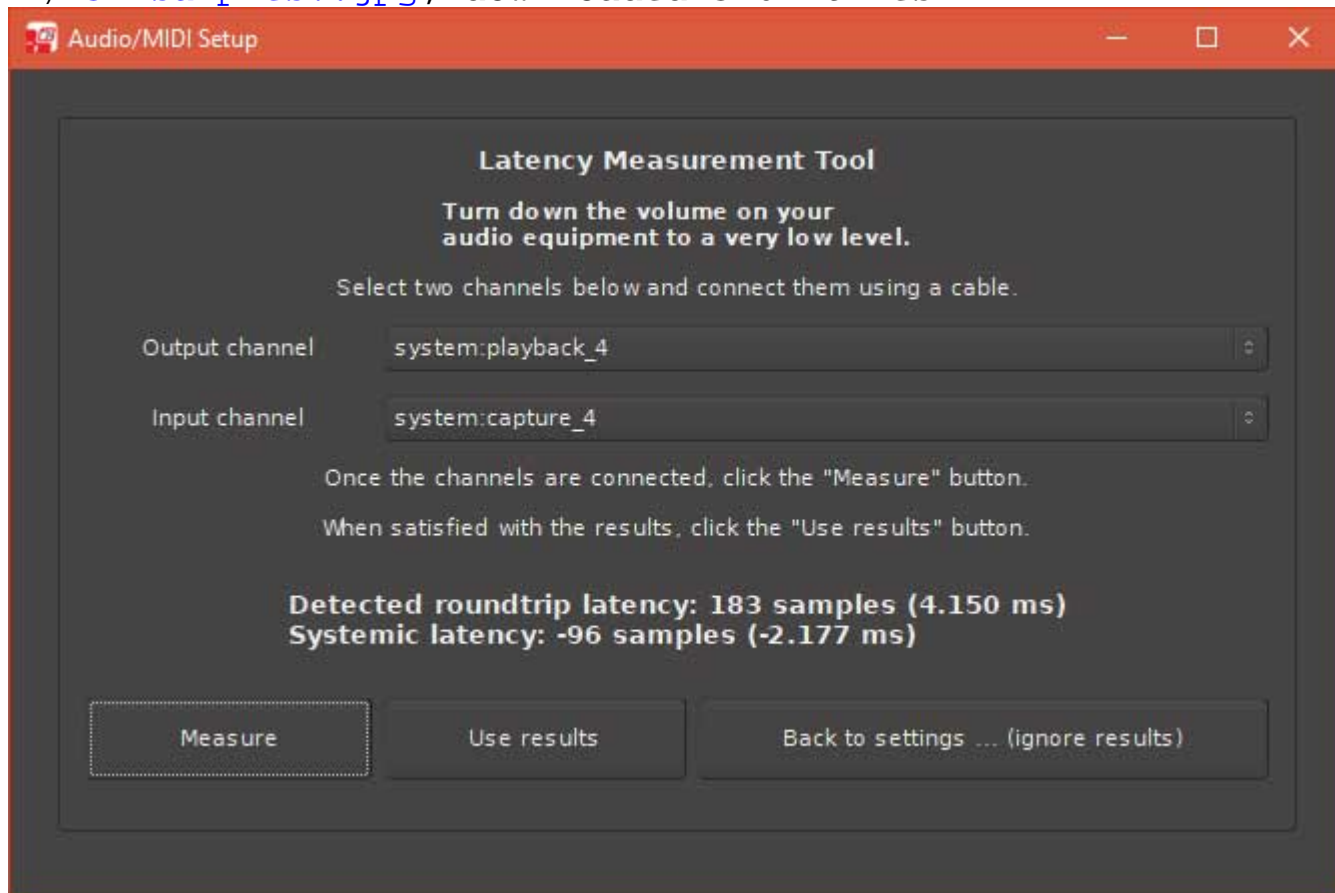 Audio/MIDI Setup
Latency Measurement Tool
Turn down the volume on your
audio equipment to a very low level.
Select two channels below and connect them using a cable.
Output channel system:playback_4
Input channel system:capture_4
Once the channels are connected, click the "Measure" button.
When satisfied with the results, click the "Use results" button.
Detected roundtrip latency: 183 samples (4.150 ms)
Systemic latency: -96 samples (-2.177 ms)
Measure Use results Back to settings ... (ignore results)